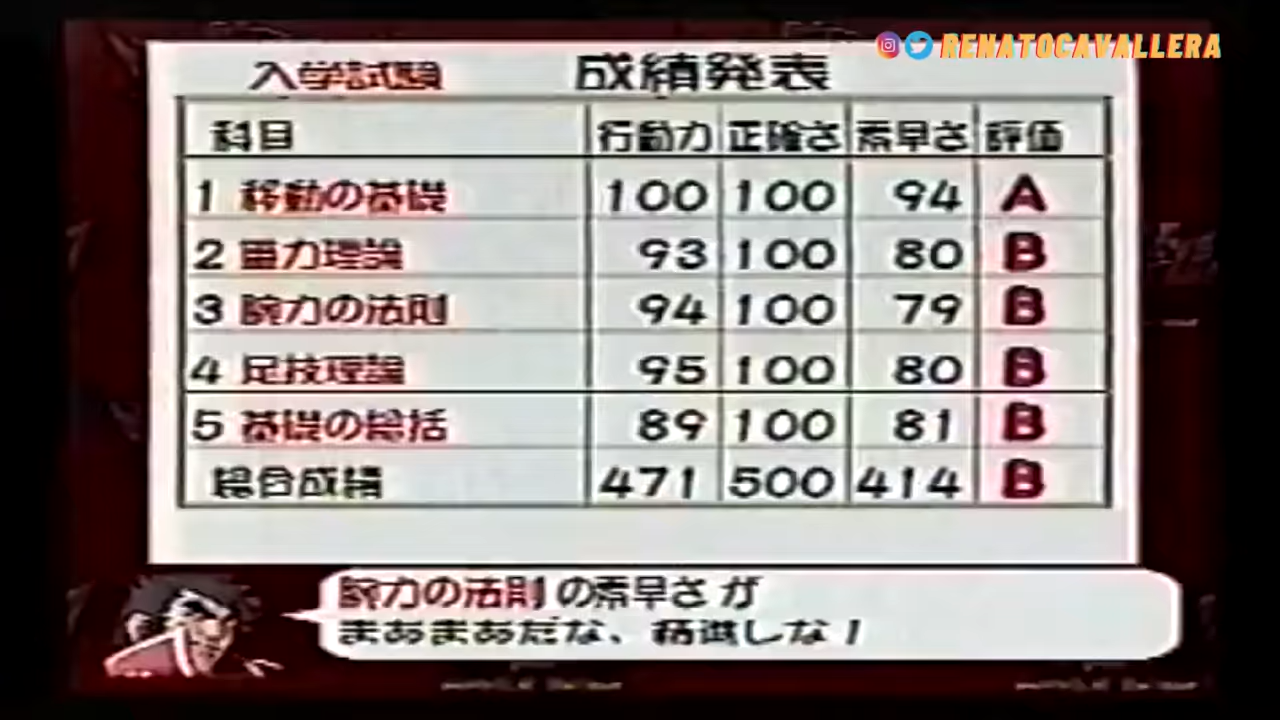 RENATOCAVALLERA
入学試験 成績発表
科目 行動力 正確さ 素早さ 評価
1 移動の基礎 100 100 94 A
2 重力理論 93 100 80 B
3 腕力の法則 94 100 79 B
4 足技理論 95 100 80 B
5 基礎の総括 89 100 81 B
総合成績 471 500 414 B
腕力の法則の素早さが
まあまあだな、精進しな!